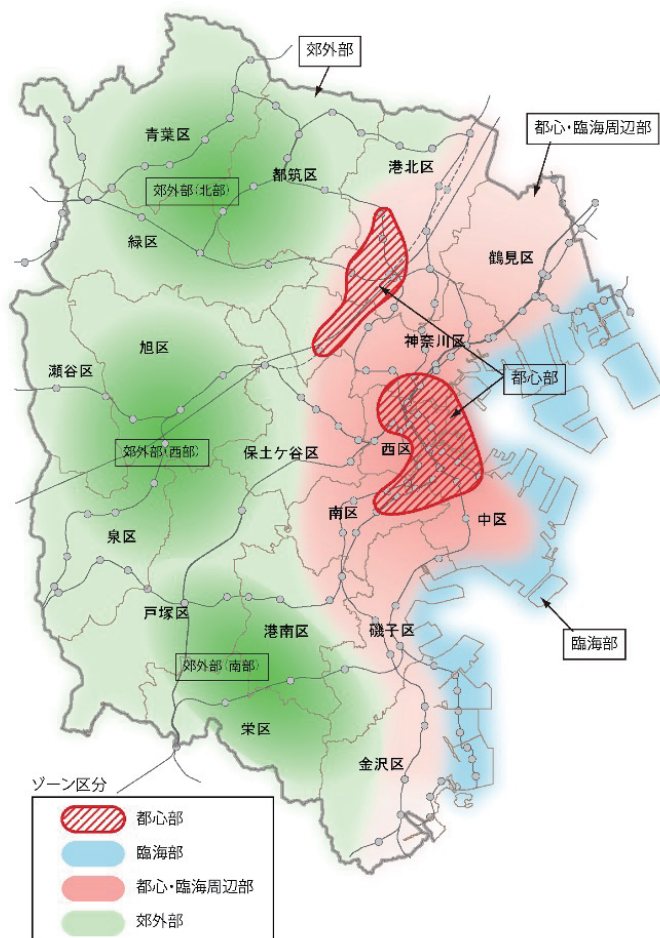 郊外部
都心・臨海周辺部
青葉区
港北区
都筑区
郊外部(北部)
緑区
鶴見区
旭区
神奈川区
瀬谷区
都心部
郊外部(西部)
保土ケ谷区
西区
南区
中区
泉区
戸塚区
港南区
磯子区
臨海部
郊外部(南部)
栄区
金沢区
ゾーン区分
都心部
臨海部
都心・臨海周辺部
郊外部